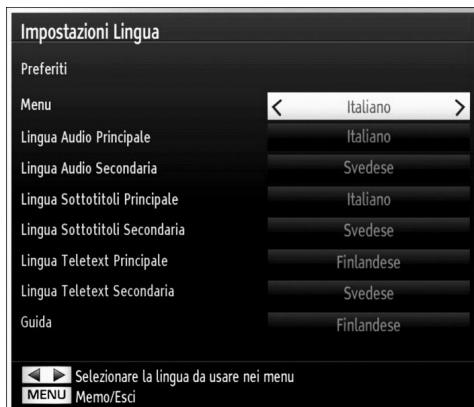 Impostazioni Lingua
Preferiti
Menu Italiano
Lingua Audio Principale Italiano
Lingua Audio Secondaria Svedese
Lingua Sottotitoli Principale Italiano
Lingua Sottotitoli Secondaria Svedese
Lingua Teletext Principale Finlandese
Lingua Teletext Secondaria Svedese
Guida Finlandese
Selezionare la lingua da usare nei menu
MENU Memo/Esci